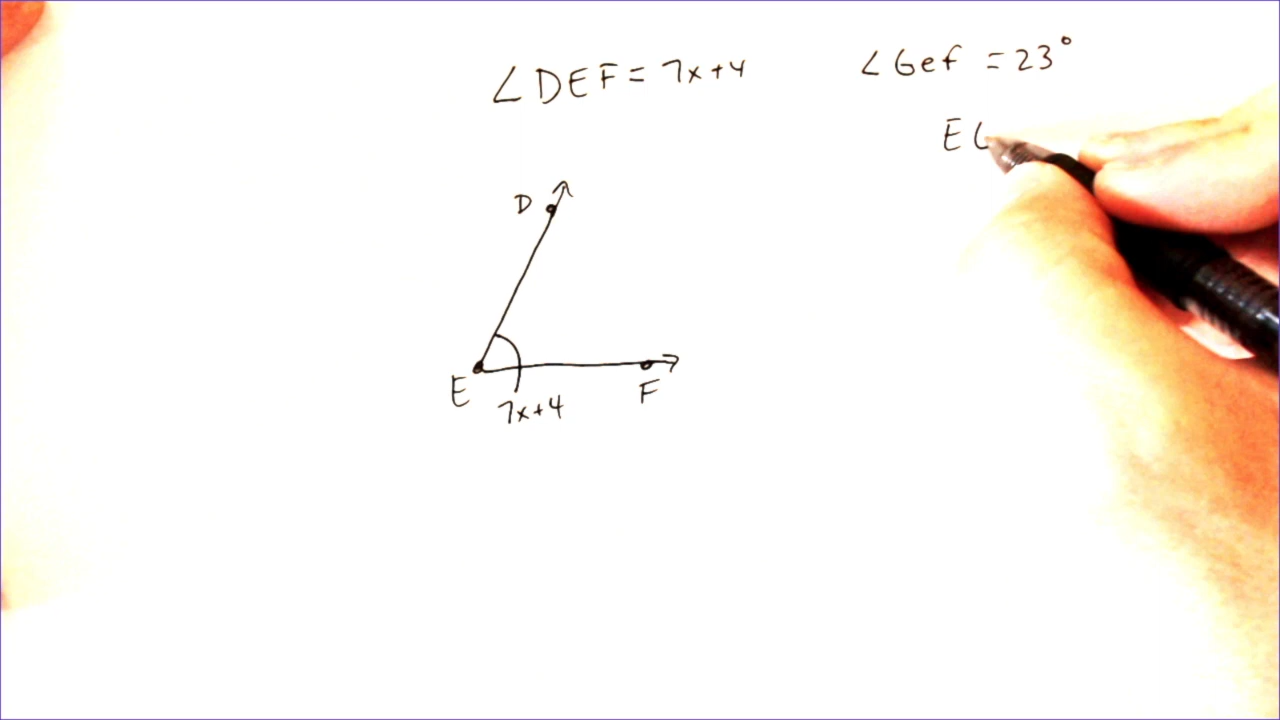 ∠DEF = 7x+4
∠Gef = 23°
E
D
E
7x+4
F